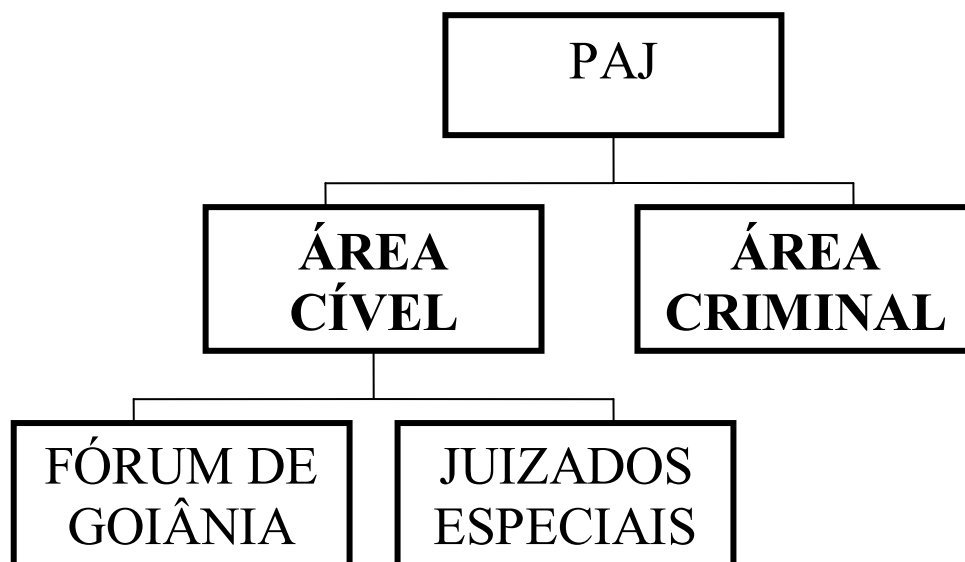 PAJ
ÁREA
CÍVEL
ÁREA
CRIMINAL
FÓRUM DE
GOIÂNIA
JUIZADOS
ESPECIAIS